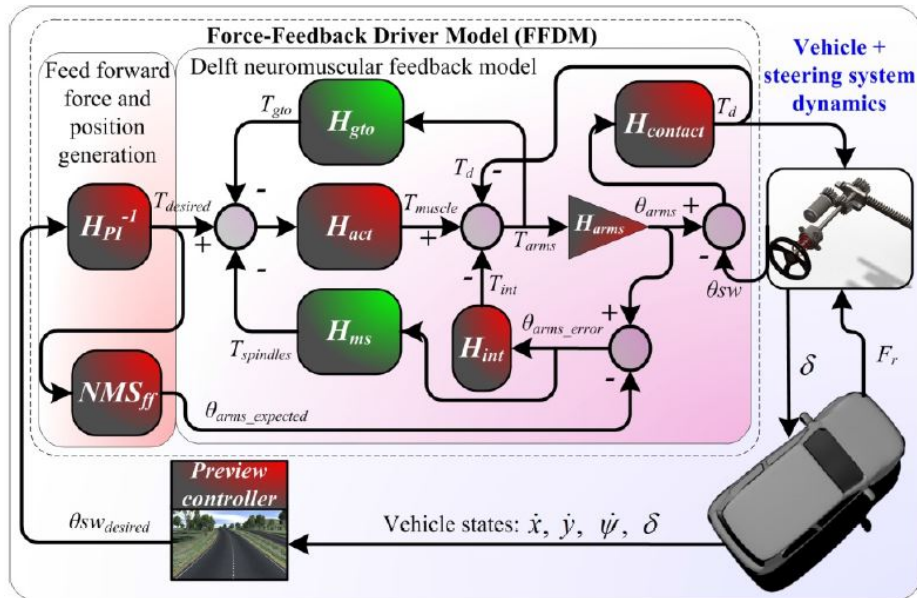 Force-Feedback Driver Model (FFDM)
Vehicle +
steering system
dynamics
Feed forward
force and
position
generation
Delft neuromuscular feedback model
T_gto
H_gto
H_contact
T_d
T_d
-
-
H_PI^-1
T_desired
+
H_act
T_muscle
+
T_arms
H_arms
θ_arms
+
-
-
-
T_int
θsw
T_spindles
H_ms
H_int
θ_arms_error
+
-
NMS_ff
θ_arms_expected
δ
F_r
Preview
controller
θsw_desired
Vehicle states: ẋ, ẏ, ψ̇, δ